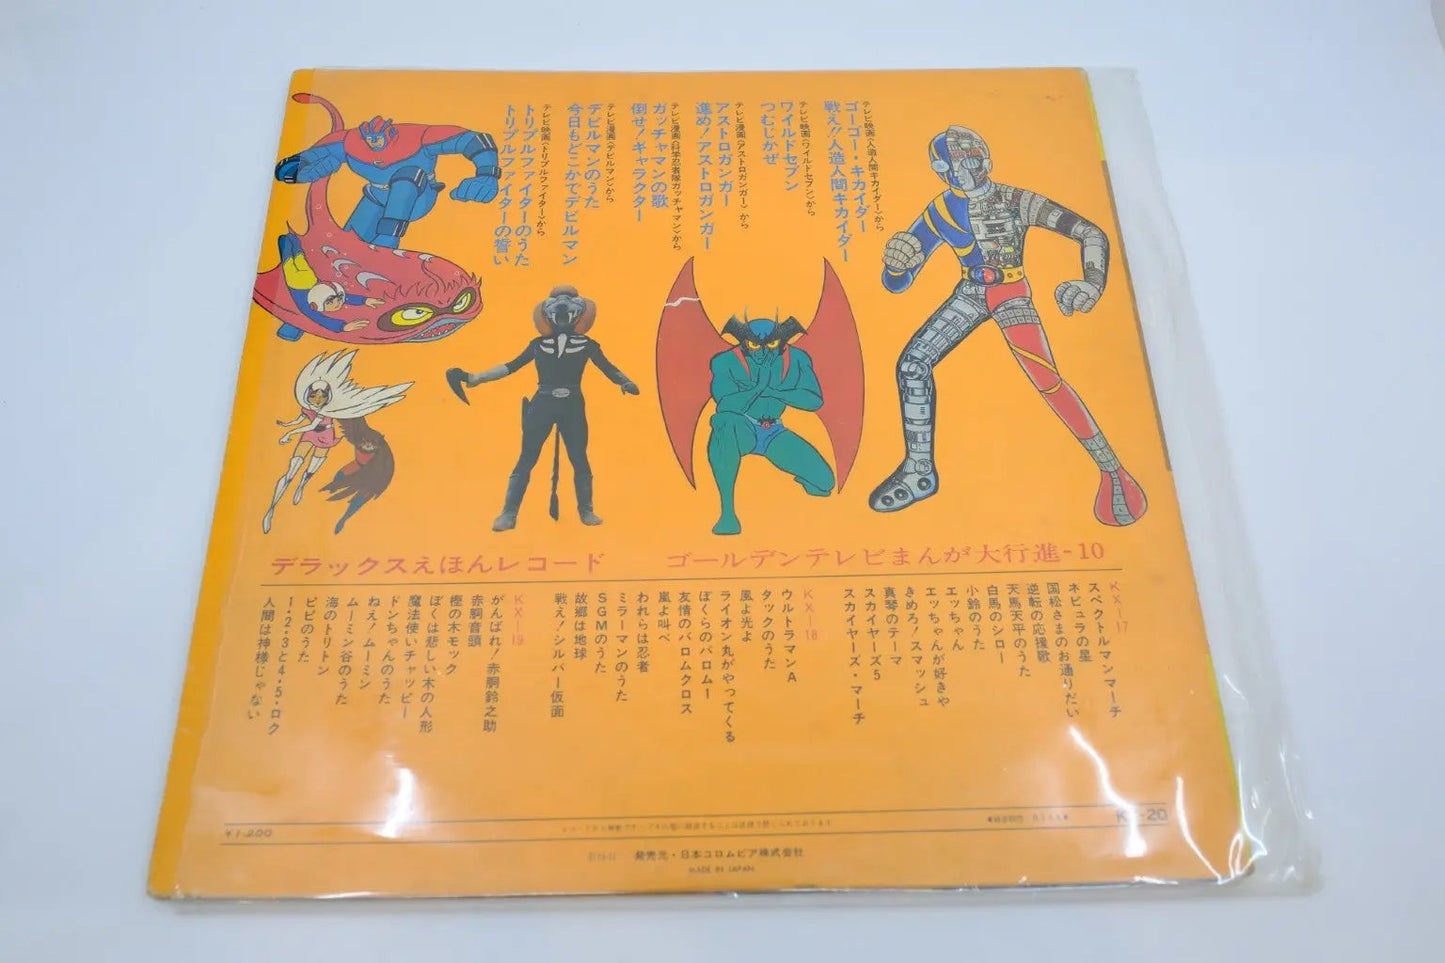 テレビ映画〈人造人間キカイダー〉から
ゴーゴー・キカイダー
戦え!!人造人間キカイダー
テレビ映画〈ワイルドセブン〉から
ワイルドセブン
つむじかぜ
テレビ漫画〈アストロガンガー〉から
アストロガンガー
進め!アストロガンガー
テレビ漫画〈科学忍者隊ガッチャマン〉から
ガッチャマンの歌
倒せ!ギャラクター
テレビ漫画〈デビルマン〉から
デビルマンのうた
今日もどこかでデビルマン
テレビ映画〈トリプルファイター〉から
トリプルファイターのうた
トリプルファイターの誓い
デラックスえほんレコード
ゴールデンテレビまんが大行進-10
KX-17
スペクトルマンマーチ
ネビュラの星
国松さまのお通りだい
逆転の応援歌
天馬天平のうた
白馬のシロー
小鈴のうた
エッちゃん
エッちゃんが好きや
きめろ!スマッシュ
真琴のテーマ
スカイヤーズ5
スカイヤーズ・マーチ
KX-18
ウルトラマンA
タックのうた
風よ光よ
ライオン丸がやってくる
ぼくらのバロム1
友情のバロムクロス
嵐よ叫べ
われらは忍者
ミラーマンのうた
SGMのうた
故郷は地球
戦え!シルバー仮面
KX-19
がんばれ!赤胴鈴之助
赤胴音頭
樫の木モック
ぼくは悲しい木の人形
魔法使いチャッピー
ドンちゃんのうた
ねぇ!ムーミン
ムーミン谷のうた
海のトリトン
ピピのうた
1・2・3と4・5・ロク
人間は神様じゃない
¥1,200
発売元・日本コロムビア株式会社
MADE IN JAPAN